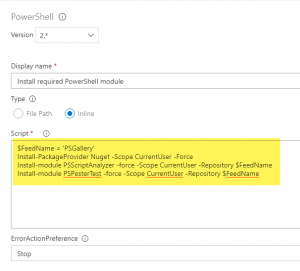 PowerShell
Version 2.*
Display name *
Install required PowerShell module
Type
File Path Inline
Script *
$FeedName = 'PSGallery'
Install-PackageProvider Nuget -Scope CurrentUser -Force
Install-module PSScriptAnalyzer -force -Scope CurrentUser -Repository $FeedName
Install-module PSPesterTest -force -Scope CurrentUser -Repository $FeedName
ErrorActionPreference
Stop